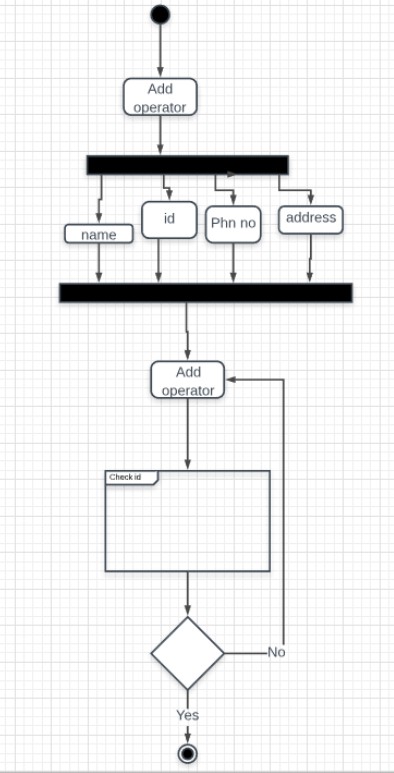 Add
operator
name
id
Phn no
address
Add
operator
Check id
No
Yes